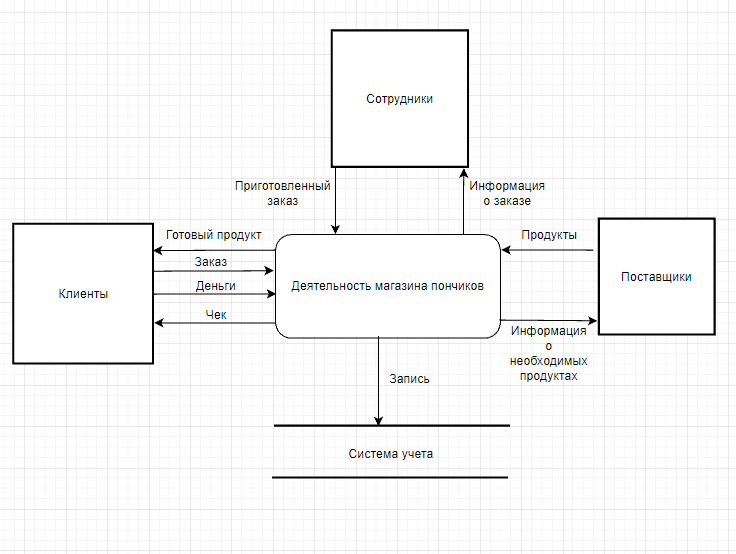 Сотрудники
Приготовленный
заказ
Информация
о заказе
Готовый продукт
Заказ
Деньги
Чек
Клиенты
Деятельность магазина пончиков
Продукты
Поставщики
Информация
о
необходимых
продуктах
Запись
Система учета